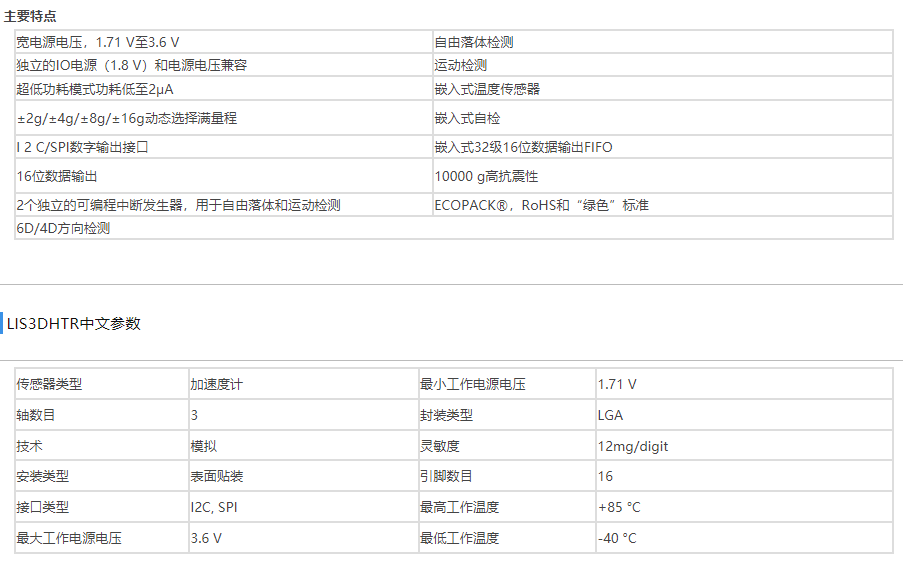 主要特点
宽电源电压，1.71 V至3.6 V
自由落体检测
独立的IO电源（1.8 V）和电源电压兼容
运动检测
超低功耗模式功耗低至2μA
嵌入式温度传感器
±2g/±4g/±8g/±16g动态选择满量程
嵌入式自检
I 2 C/SPI数字输出接口
嵌入式32级16位数据输出FIFO
16位数据输出
10000 g高抗震性
2个独立的可编程中断发生器，用于自由落体和运动检测
ECOPACK®，RoHS和“绿色”标准
6D/4D方向检测
LIS3DHTR中文参数
传感器类型
加速度计
最小工作电源电压
1.71 V
轴数目
3
封装类型
LGA
技术
模拟
灵敏度
12mg/digit
安装类型
表面贴装
引脚数目
16
接口类型
I2C, SPI
最高工作温度
+85 °C
最大工作电源电压
3.6 V
最低工作温度
-40 °C